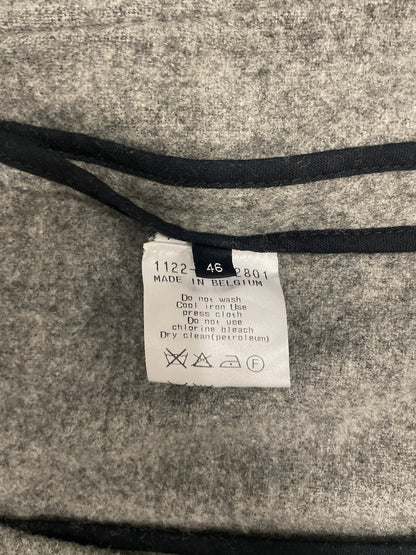 1122- 2801
46
MADE IN BELGIUM
Do not wash
Cool iron Use
press cloth
Do not use
chlorine bleach
Dry clean(petroleum)
F